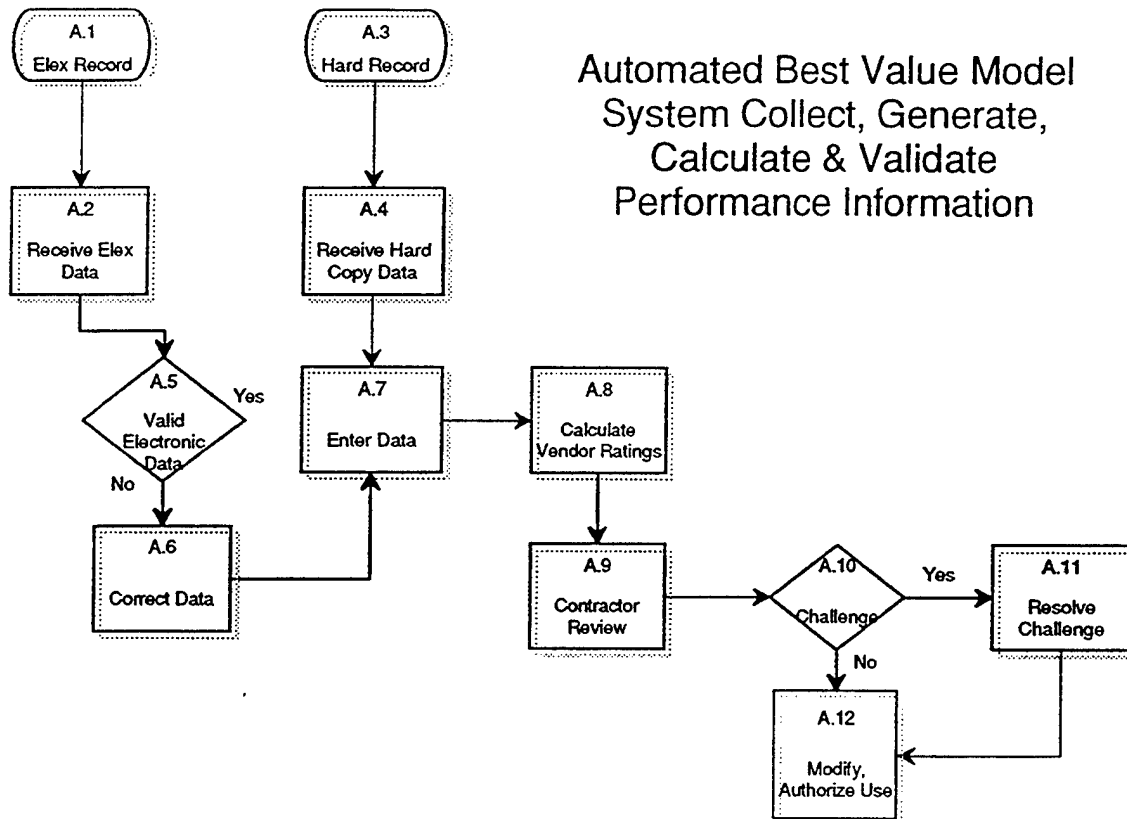 A.1
Elex Record
A.3
Hard Record
Automated Best Value Model
System Collect, Generate,
Calculate & Validate
Performance Information
A.2
Receive Elex
Data
A.4
Receive Hard
Copy Data
A.5
Valid
Electronic
Data
Yes
No
A.7
Enter Data
A.8
Calculate
Vendor Ratings
A.6
Correct Data
A.9
Contractor
Review
A.10
Challenge
Yes
No
A.11
Resolve
Challenge
A.12
Modify,
Authorize Use